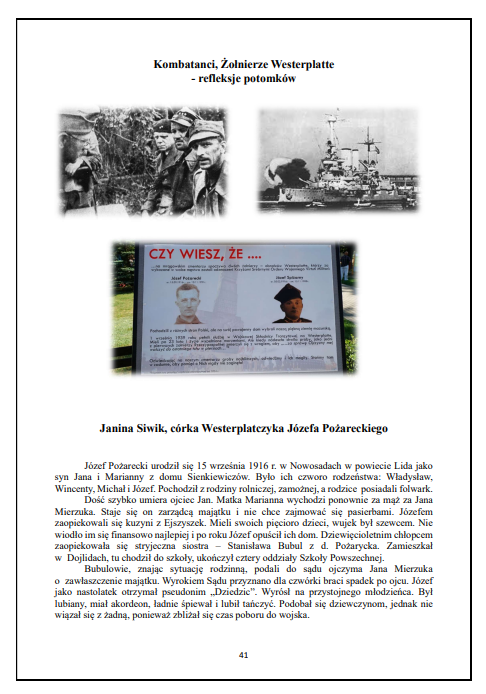 Kombatanci, Żolnierze Westerplatte
- refleksje potomków
CZY WIESZ, ŻE ....
Józef Pożarecki
Józef Sykurny
Janina Siwik, córka Westerplatczyka Józefa Pożareckiego
Józef Pożarecki urodził się 15 września 1916 r. w Nowosadach w powiecie Lida jako
syn Jana i Marianny z domu Sienkiewiczów. Było ich czworo rodzeństwa: Władysław,
Wincenty, Michał i Józef. Pochodził z rodziny rolniczej, zamożnej, a rodzice posiadali folwark.
Dość szybko umiera ojciec Jan. Matka Marianna wychodzi ponownie za mąż za Jana
Mierzuka. Staje się on zarządcą majątku i nie chce zajmować się pasierbami. Józefem
zaopiekowali się kuzyni z Ejszyszek. Mieli swoich pięcioro dzieci, wujek był szewcem. Nie
wiodło im się finansowo najlepiej i po roku Józef opuścił ich dom. Dziewięcioletnim chłopcem
zaopiekowała się stryjeczna siostra – Stanisława Bubul z d. Pożarycka. Zamieszkał
w Dojlidach, tu chodził do szkoły, ukończył cztery oddziały Szkoły Powszechnej.
Bubulowie, znając sytuację rodzinną, podali do sądu ojczyma Jana Mierzuka
o zawłaszczenie majątku. Wyrokiem Sądu przyznano dla czwórki braci spadek po ojcu. Józef
jako nastolatek otrzymał pseudonim „Dziedzic”. Wyrósł na przystojnego młodzieńca. Był
lubiany, miał akordeon, ładnie śpiewał i lubił tańczyć. Podobał się dziewczynom, jednak nie
wiązał się z żadną, ponieważ zbliżał się czas poboru do wojska.
41